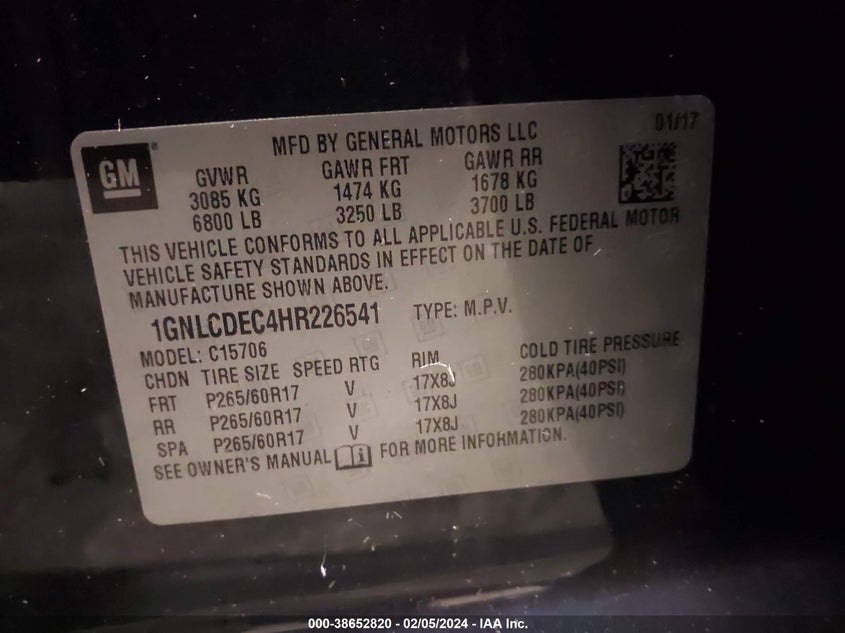 GM
MFD BY GENERAL MOTORS LLC
01/17
GVWR GAWR FRT GAWR RR
3085 KG 1474 KG 1678 KG
6800 LB 3250 LB 3700 LB
THIS VEHICLE CONFORMS TO ALL APPLICABLE U.S. FEDERAL MOTOR
VEHICLE SAFETY STANDARDS IN EFFECT ON THE DATE OF
MANUFACTURE SHOWN ABOVE.
1GNLCDEC4HR226541 TYPE: M.P.V.
MODEL: C15706
CHDN TIRE SIZE SPEED RTG RIM COLD TIRE PRESSURE
FRT P265/60R17 V 17X8J 280KPA(40PSI)
RR P265/60R17 V 17X8J 280KPA(40PSI)
SPA P265/60R17 V 17X8J 280KPA(40PSI)
SEE OWNER'S MANUAL FOR MORE INFORMATION.
000-38652820 - 02/05/2024 - IAA Inc.